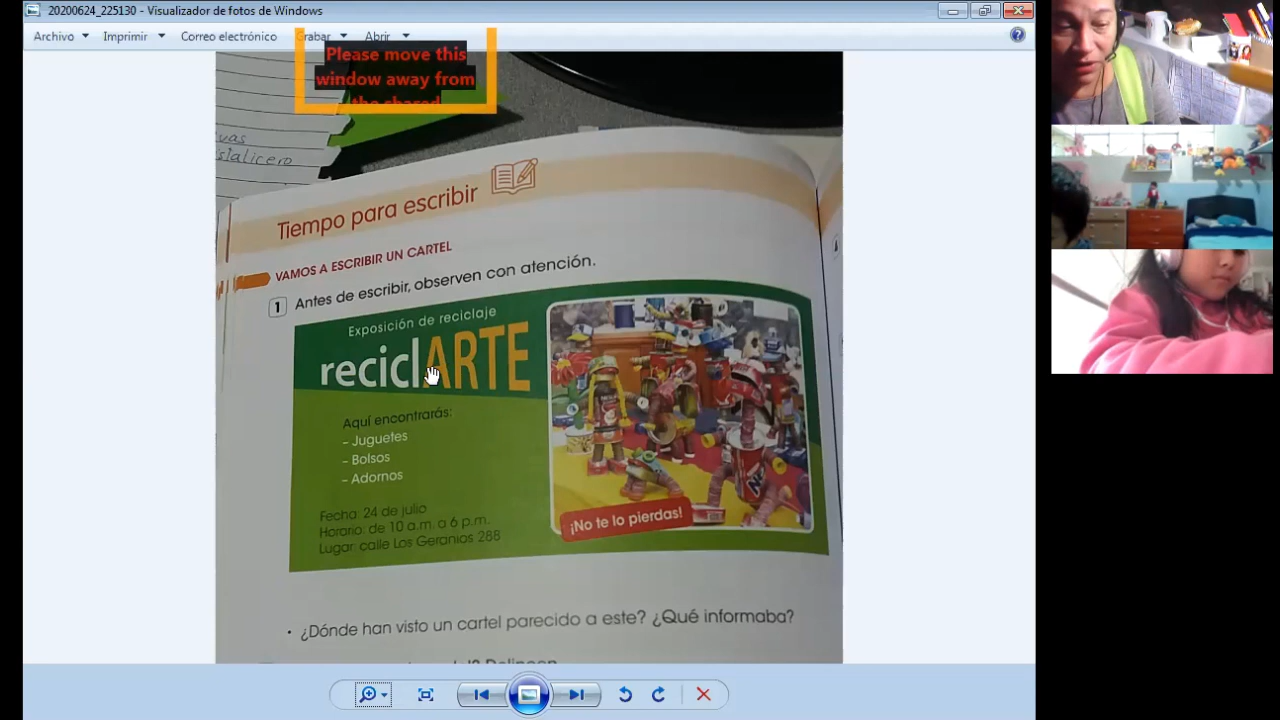 20200624_225130 - Visualizador de fotos de Windows
Archivo Imprimir Correo electrónico Grabar Abrir
Please move this
window away from
the shared
Tiempo para escribir
VAMOS A ESCRIBIR UN CARTEL
1 Antes de escribir, observen con atención.
Exposición de reciclaje
reciclARTE
Aquí encontrarás:
- Juguetes
- Bolsos
- Adornos
Fecha: 24 de julio
Horario: de 10 a.m. a 6 p.m.
Lugar: calle Los Geranios 288
¡No te lo pierdas!
• ¿Dónde han visto un cartel parecido a este? ¿Qué informaba?